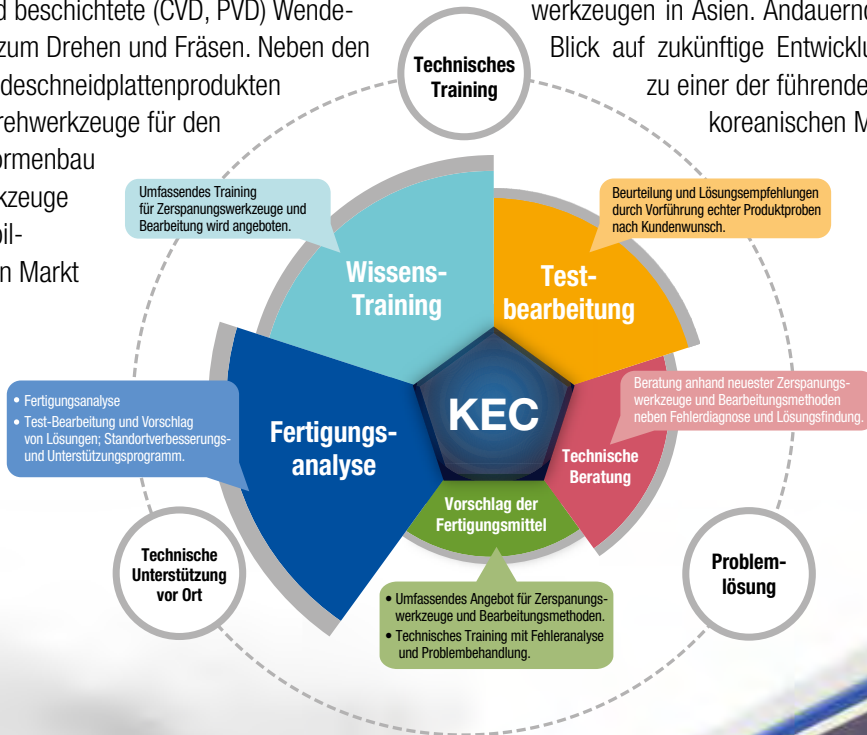 d beschichtete (CVD, PVD) Wende-
zum Drehen und Fräsen. Neben den
deschneidplattenprodukten
rehwerkzeuge für den
ormenbau
kzeuge
bil-
en Markt
werkzeugen in Asien. Andauernd
Blick auf zukünftige Entwicklu
zu einer der führende
koreanischen M
Technisches
Training
Umfassendes Training
für Zerspanungswerkzeuge und
Bearbeitung wird angeboten.
Beurteilung und Lösungsempfehlungen
durch Vorführung echter Produktproben
nach Kundenwunsch.
Wissens-
Training
Test-
bearbeitung
• Fertigungsanalyse
• Test-Bearbeitung und Vorschlag
von Lösungen; Standortverbesserungs-
und Unterstützungsprogramm.
Fertigungs-
analyse
KEC
Beratung anhand neuester Zerspanungs-
werkzeuge und Bearbeitungsmethoden
neben Fehlerdiagnose und Lösungsfindung.
Technische
Beratung
Vorschlag der
Fertigungsmittel
Technische
Unterstützung
vor Ort
Problem-
lösung
• Umfassendes Angebot für Zerspanungs-
werkzeuge und Bearbeitungsmethoden.
• Technisches Training mit Fehleranalyse
und Problembehandlung.